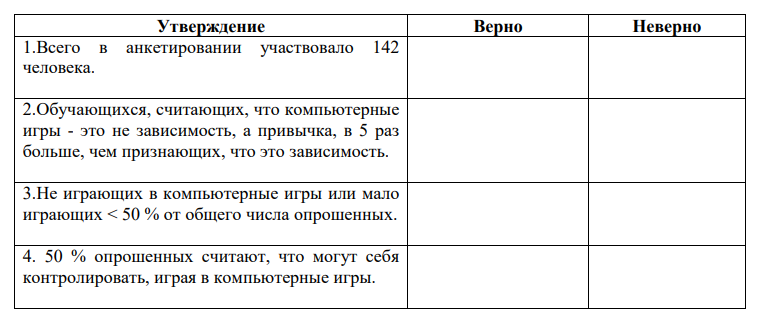 Утверждение Верно Неверно
1.Всего в анкетировании участвовало 142
человека.
2.Обучающихся, считающих, что компьютерные
игры - это не зависимость, а привычка, в 5 раз
больше, чем признающих, что это зависимость.
3.Не играющих в компьютерные игры или мало
играющих < 50 % от общего числа опрошенных.
4. 50 % опрошенных считают, что могут себя
контролировать, играя в компьютерные игры.